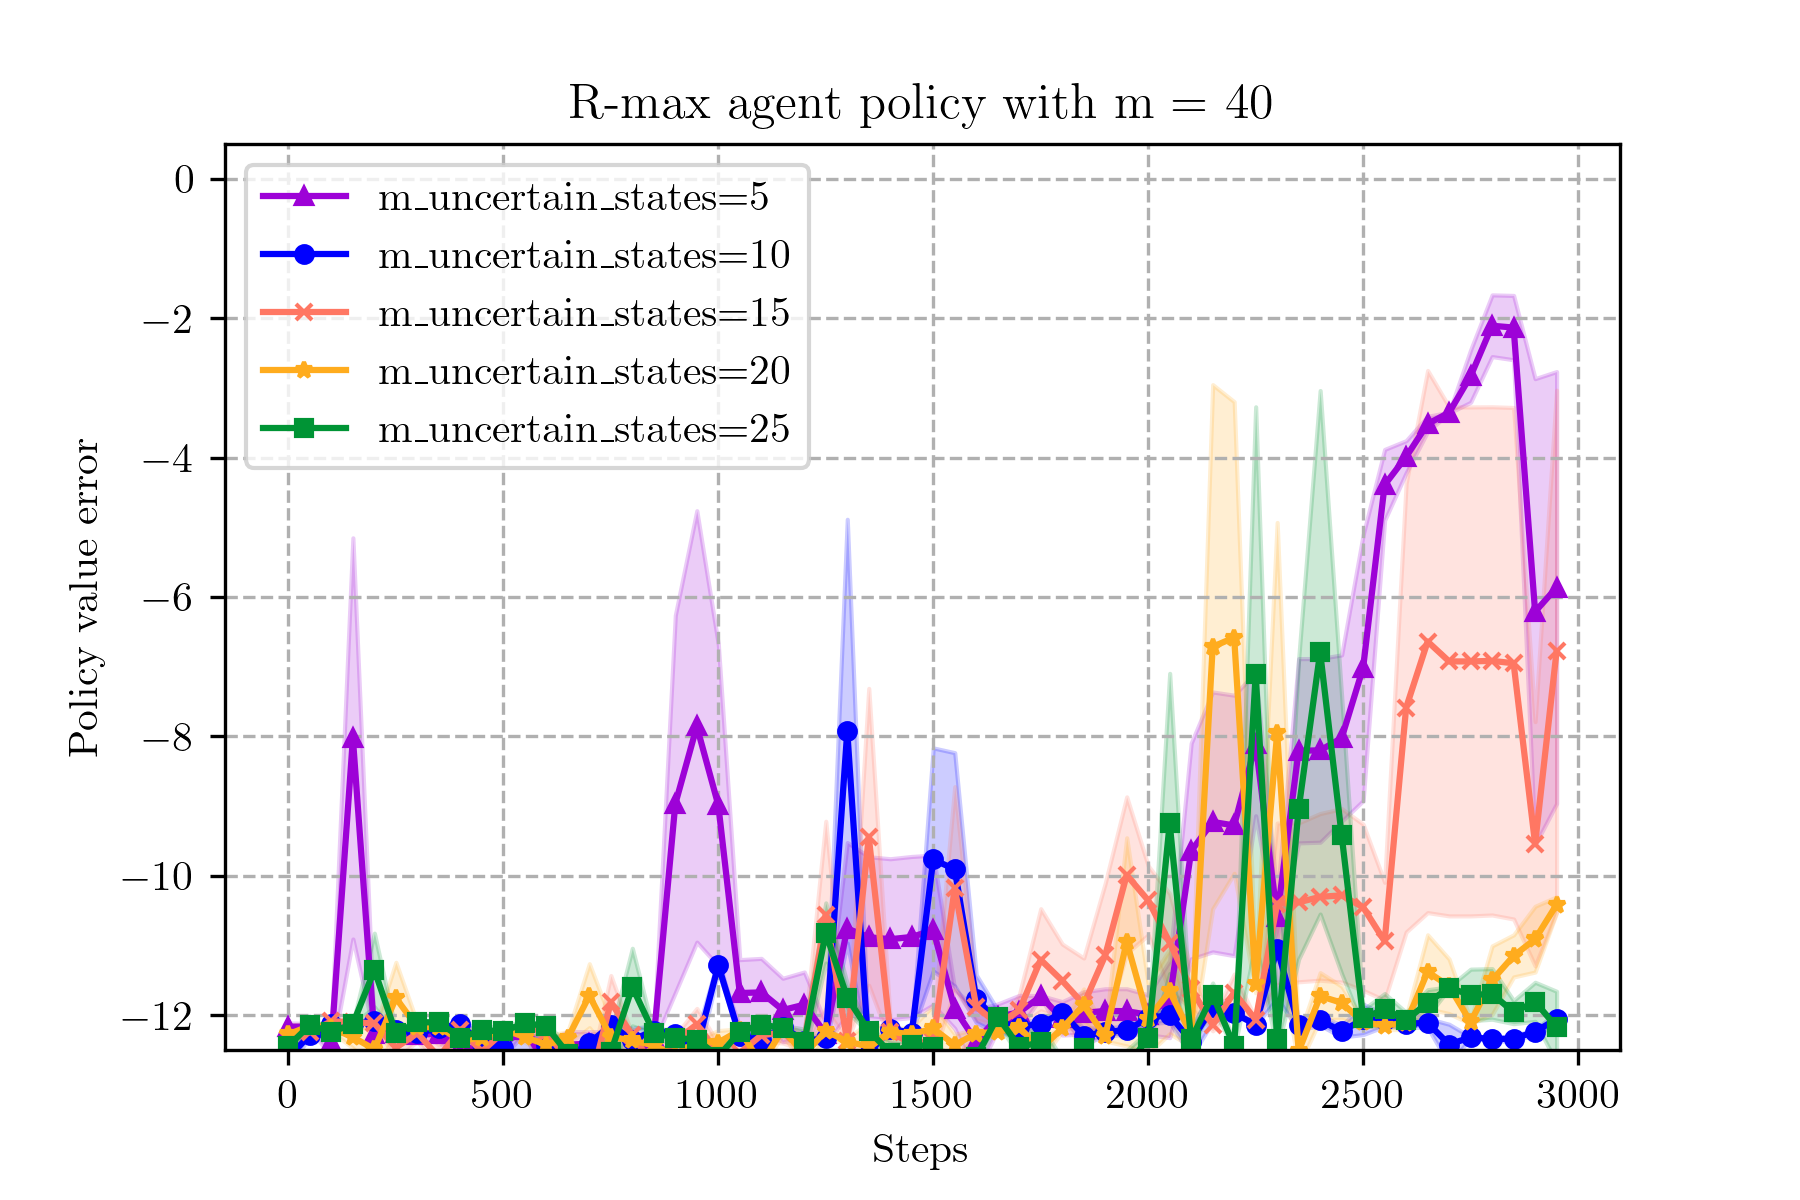 R-max agent policy with m = 40
m_uncertain_states=5
m_uncertain_states=10
m_uncertain_states=15
m_uncertain_states=20
m_uncertain_states=25
Policy value error
0
−2
−4
−6
−8
−10
−12
0 500 1000 1500 2000 2500 3000
Steps